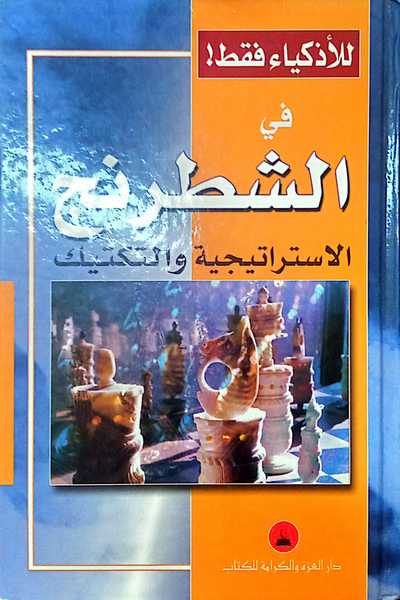 للأذكياء فقط!
في
الشطرنج
الاستراتيجية والتكتيك
دار العزة والكرامة للكتاب